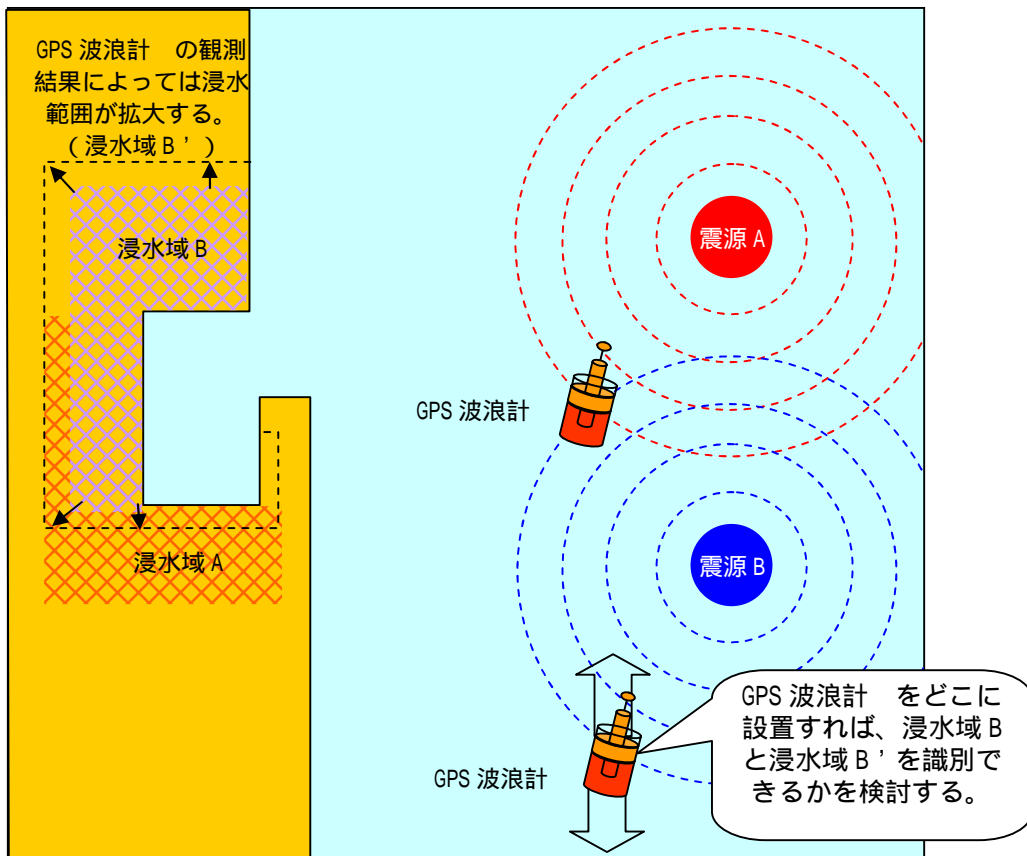 GPS 波浪計　の観測
結果によっては浸水
範囲が拡大する。
（浸水域 B ’ ）
浸水域 B
浸水域 A
震源 A
GPS 波浪計
震源 B
GPS 波浪計
GPS 波浪計　をどこに
設置すれば、浸水域 B
と浸水域 B ’ を識別で
きるかを検討する。